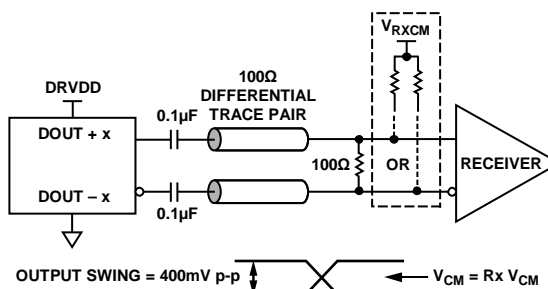 V_RXCM
DRVDD
100Ω
DIFFERENTIAL
TRACE PAIR
0.1µF
DOUT + x
DOUT – x
0.1µF
100Ω
OR
RECEIVER
OUTPUT SWING = 400mV p-p
V_CM = Rx V_CM